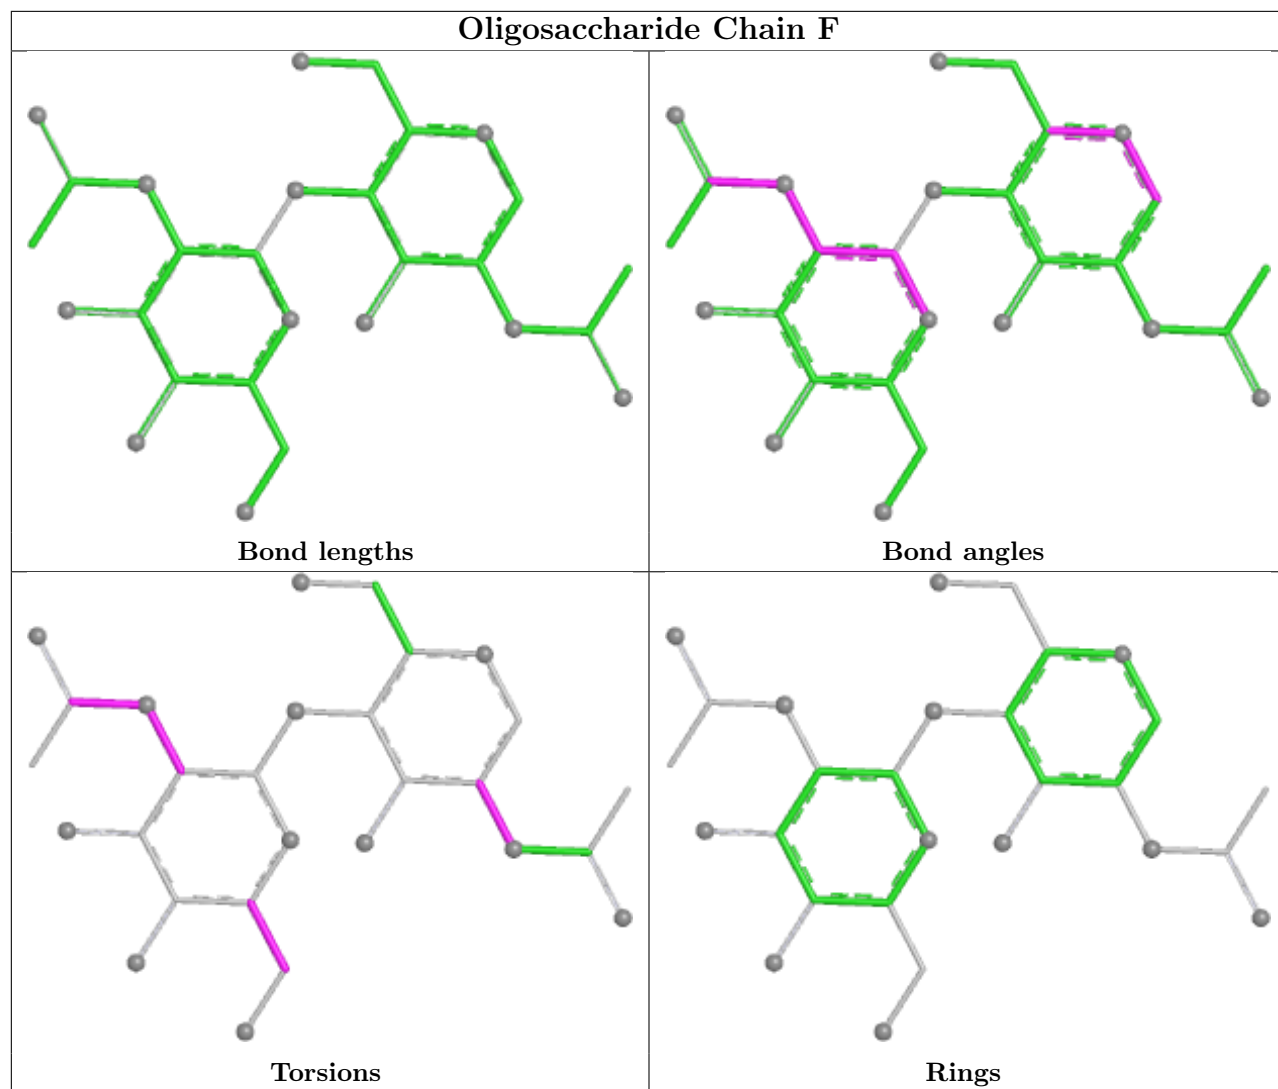 Oligosaccharide Chain F
Bond lengths
Bond angles
Torsions
Rings